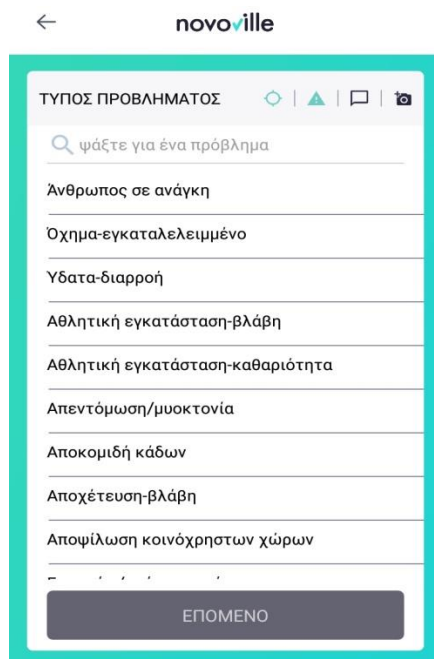 novoville
ΤΥΠΟΣ ΠΡΟΒΛΗΜΑΤΟΣ
ψάξτε για ένα πρόβλημα
Άνθρωπος σε ανάγκη
Όχημα-εγκαταλελειμμένο
Ύδατα-διαρροή
Αθλητική εγκατάσταση-βλάβη
Αθλητική εγκατάσταση-καθαριότητα
Απεντόμωση/μυοκτονία
Αποκομιδή κάδων
Αποχέτευση-βλάβη
Αποψίλωση κοινόχρηστων χώρων
ΕΠΟΜΕΝΟ